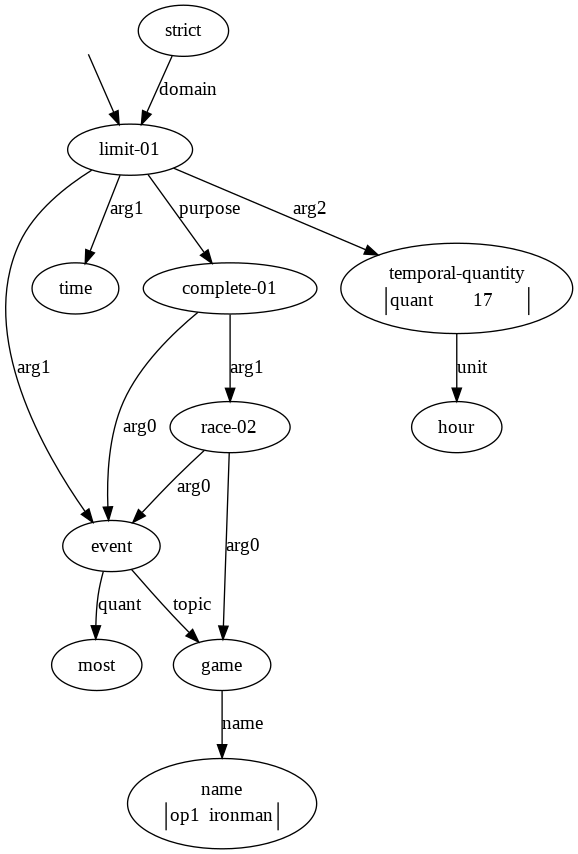 strict
domain
limit-01
arg1
purpose
arg2
time
complete-01
temporal-quantity
quant 17
arg1
arg0
arg1
unit
race-02
hour
arg0
arg0
event
quant
topic
most
game
name
name
op1 ironman